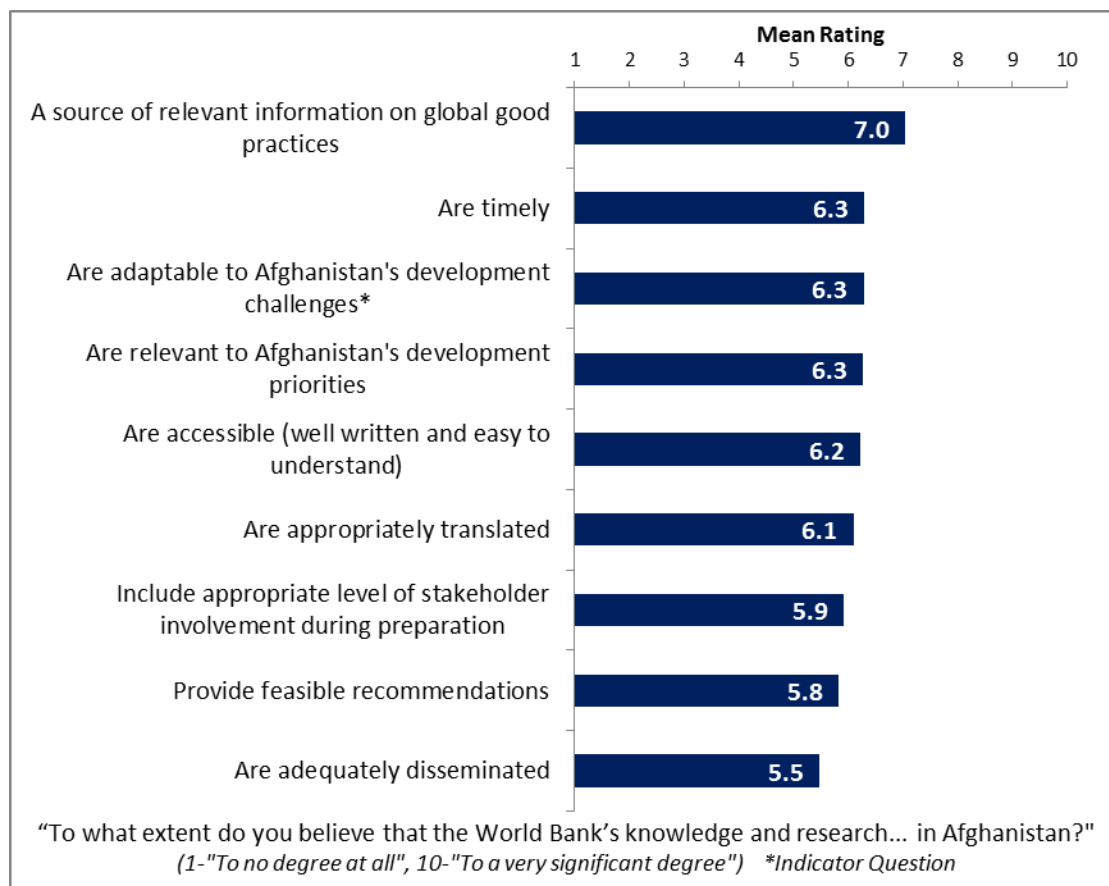 Mean Rating
1 2 3 4 5 6 7 8 9 10
A source of relevant information on global good
practices
7.0
Are timely
6.3
Are adaptable to Afghanistan's development
challenges*
6.3
Are relevant to Afghanistan's development
priorities
6.3
Are accessible (well written and easy to
understand)
6.2
Are appropriately translated
6.1
Include appropriate level of stakeholder
involvement during preparation
5.9
Provide feasible recommendations
5.8
Are adequately disseminated
5.5
“To what extent do you believe that the World Bank’s knowledge and research... in Afghanistan?"
(1-"To no degree at all", 10-"To a very significant degree") *Indicator Question